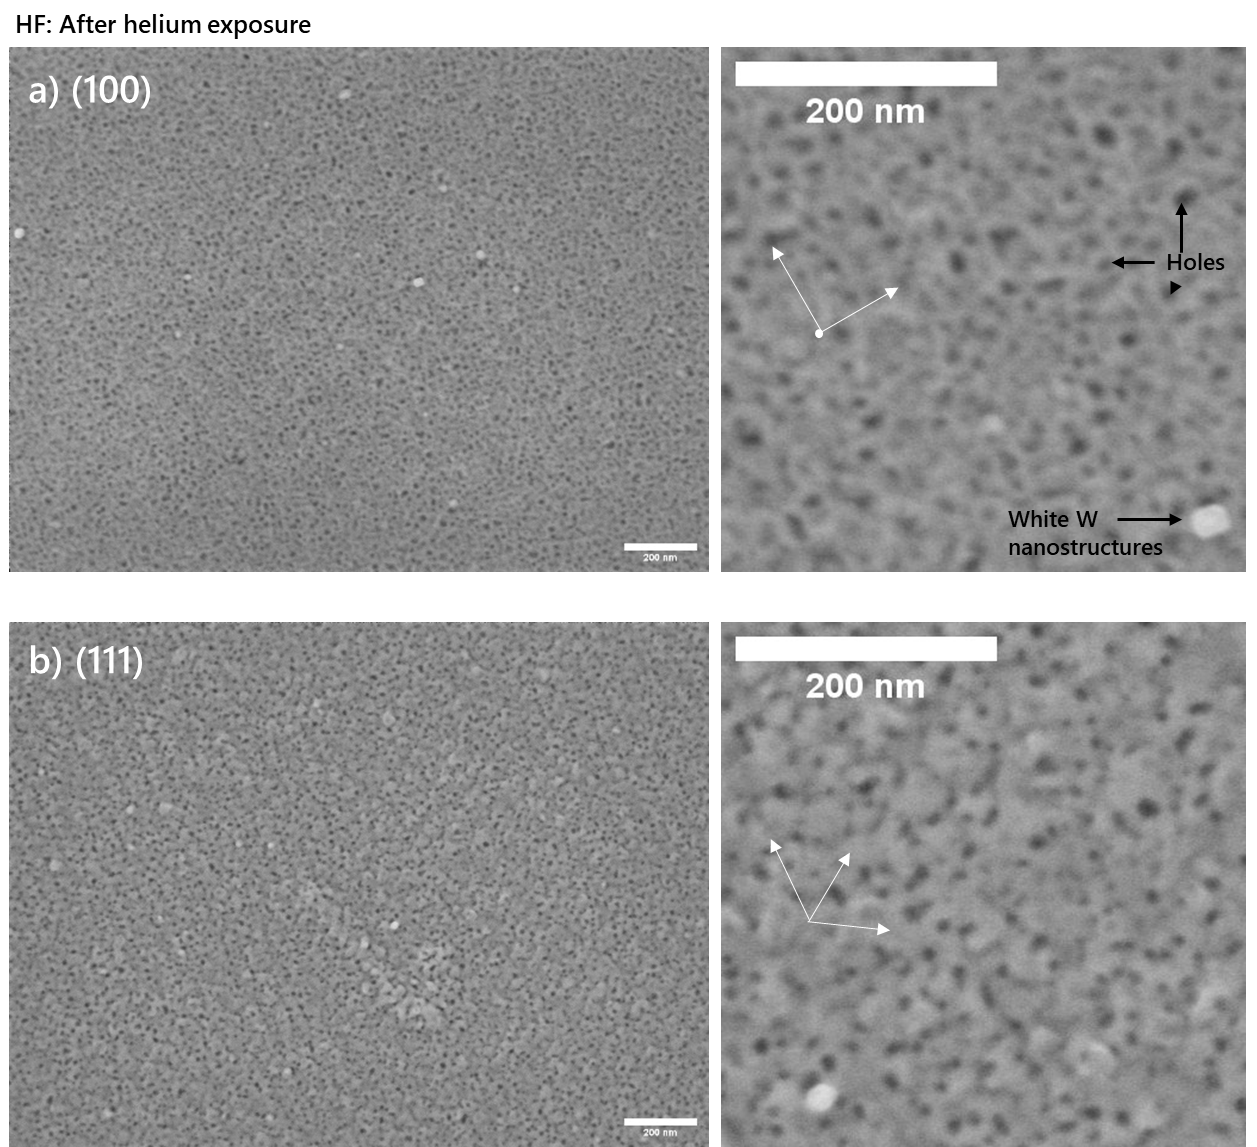 HF: After helium exposure
a) (100)
200 nm
200 nm
Holes
White W
nanostructures
b) (111)
200 nm
200 nm